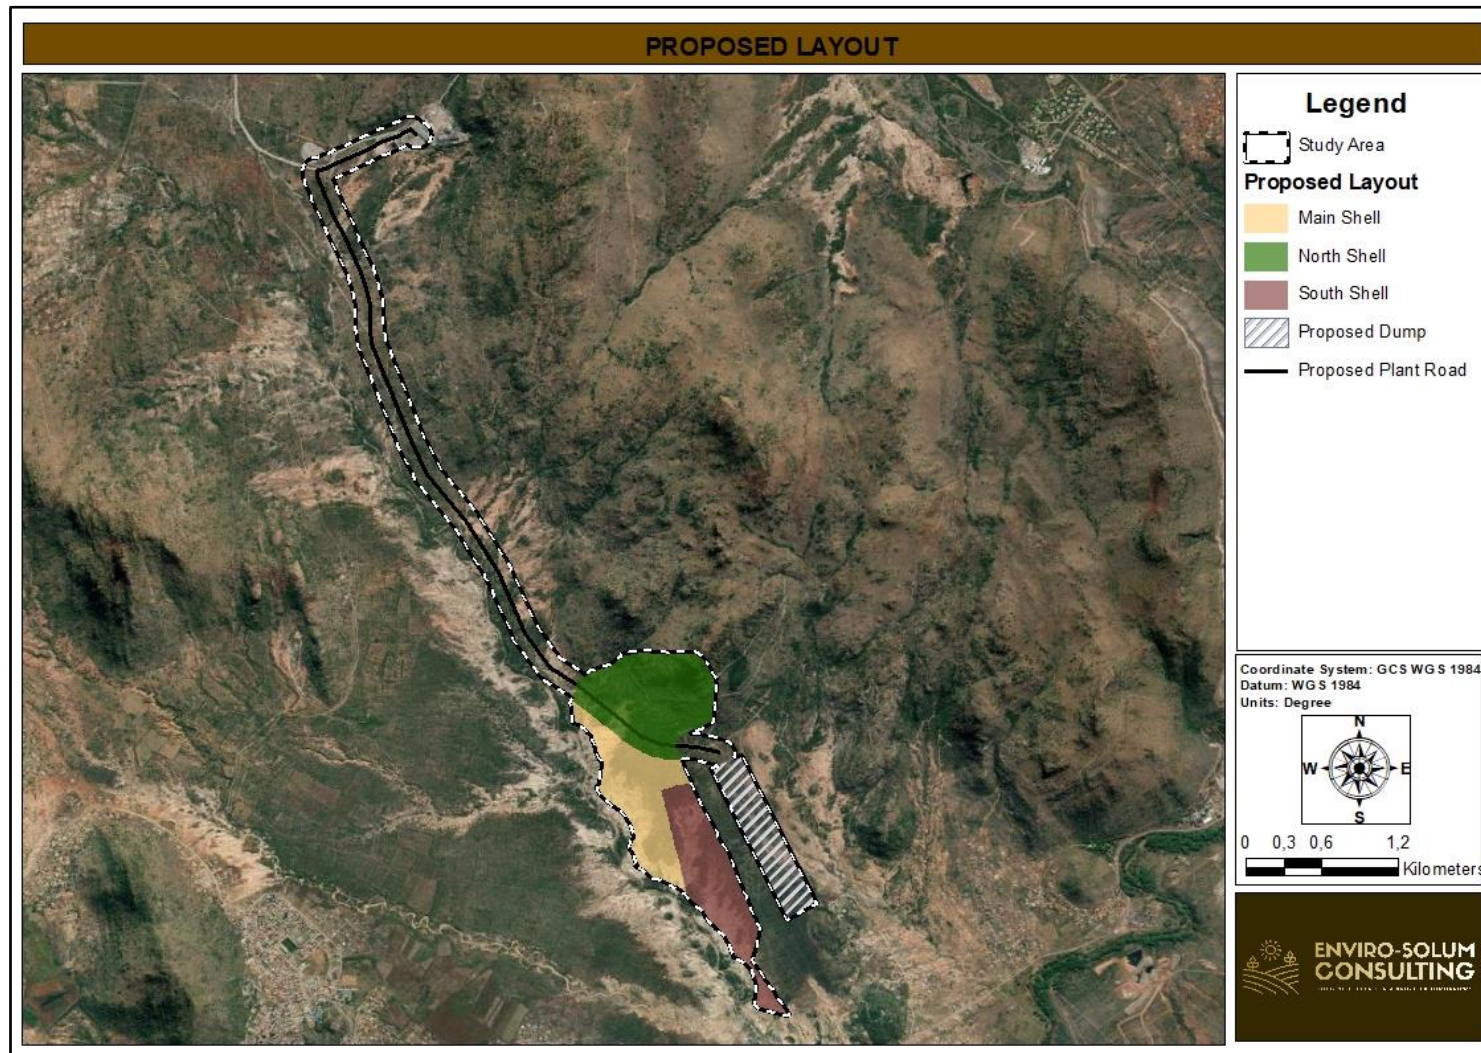 PROPOSED LAYOUT
Legend
Study Area
Proposed Layout
Main Shell
North Shell
South Shell
Proposed Dump
Proposed Plant Road
Coordinate System: GCS WGS 1984
Datum: WGS 1984
Units: Degree
N
W E
S
0 0,3 0,6 1,2
Kilometers
ENVIRO-SOLUM
CONSULTING